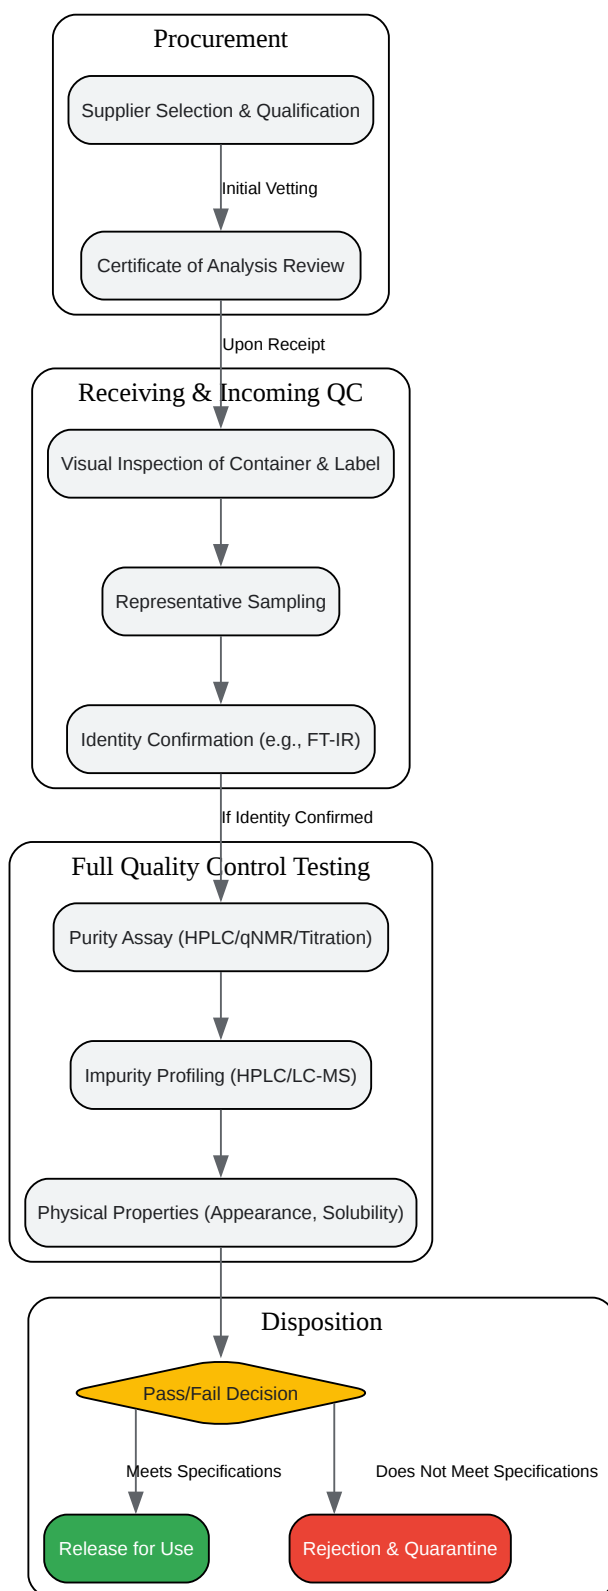 Procurement
Supplier Selection & Qualification
Initial Vetting
Certificate of Analysis Review
Upon Receipt
Receiving & Incoming QC
Visual Inspection of Container & Label
Representative Sampling
Identity Confirmation (e.g., FT-IR)
If Identity Confirmed
Full Quality Control Testing
Purity Assay (HPLC/qNMR/Titration)
Impurity Profiling (HPLC/LC-MS)
Physical Properties (Appearance, Solubility)
Disposition
Pass/Fail Decision
Meets Specifications
Does Not Meet Specifications
Release for Use
Rejection & Quarantine